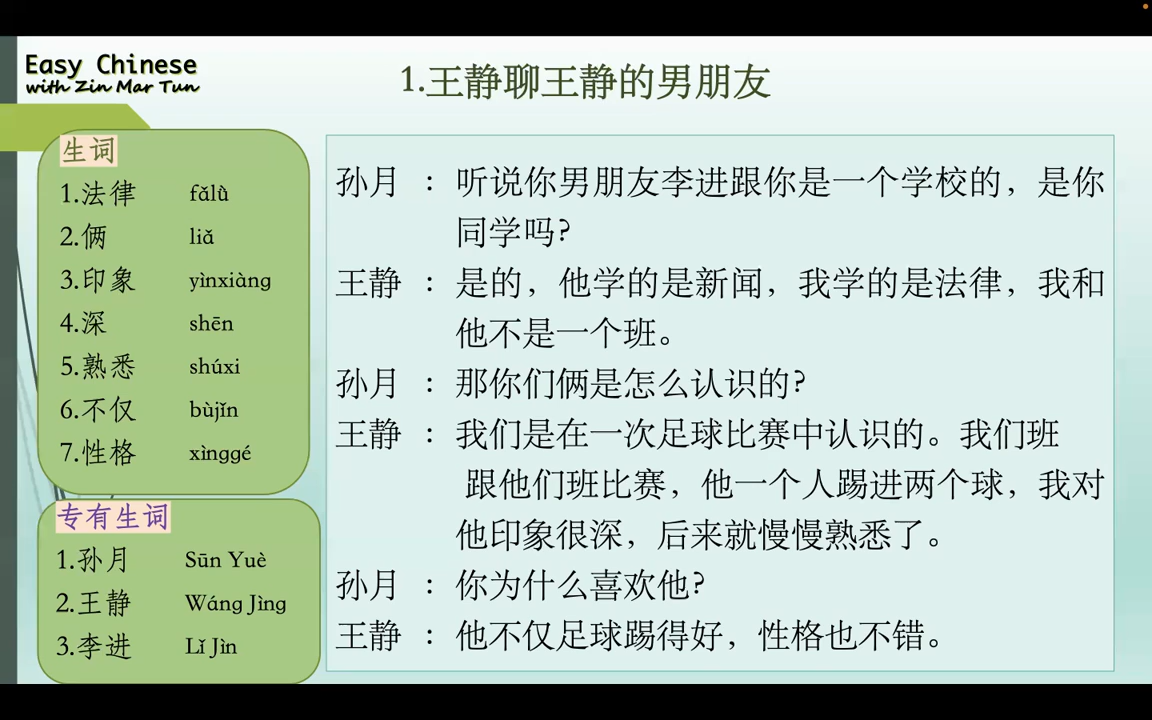 Easy Chinese
with Zin Mar Tun
1.王静聊王静的男朋友
生词
1.法律 fǎlù
2.俩 liǎ
3.印象 yìnxiàng
4.深 shēn
5.熟悉 shúxi
6.不仅 bùjǐn
7.性格 xìnggé
专有生词
1.孙月 Sūn Yuè
2.王静 Wáng Jìng
3.李进 Lǐ Jìn
孙月 : 听说你男朋友李进跟你是一个学校的，是你
同学吗?
王静 : 是的，他学的是新闻，我学的是法律，我和
他不是一个班。
孙月 : 那你们俩是怎么认识的?
王静 : 我们是在一次足球比赛中认识的。我们班
跟他们班比赛，他一个人踢进两个球，我对
他印象很深，后来就慢慢熟悉了。
孙月 : 你为什么喜欢他?
王静 : 他不仅足球踢得好，性格也不错。